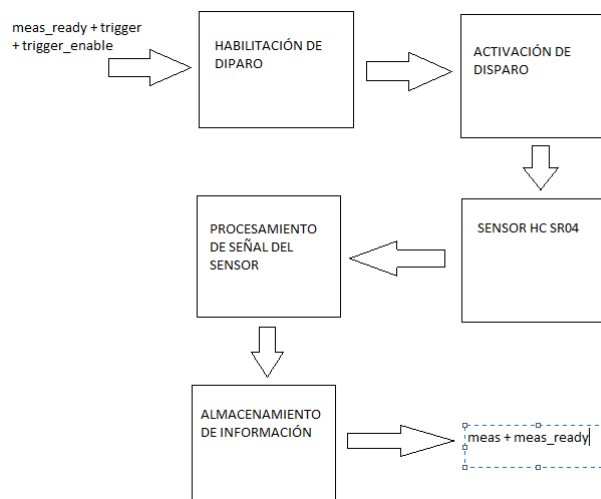 meas_ready + trigger
+ trigger_enable
HABILITACIÓN DE
DIPARO
ACTIVACIÓN DE
DISPARO
SENSOR HC SR04
PROCESAMIENTO
DE SEÑAL DEL
SENSOR
ALMACENAMIENTO
DE INFORMACIÓN
meas + meas_ready